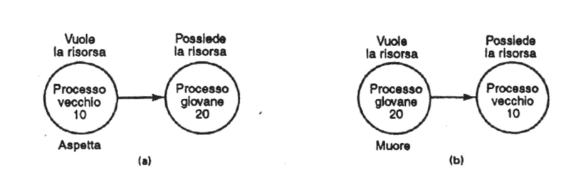 Vuole
la risorsa
Possiede
la risorsa
Processo
vecchio
10
Processo
giovane
20
Aspetta
(a)
Vuole
la risorsa
Possiede
la risorsa
Processo
giovane
20
Processo
vecchio
10
Muore
(b)